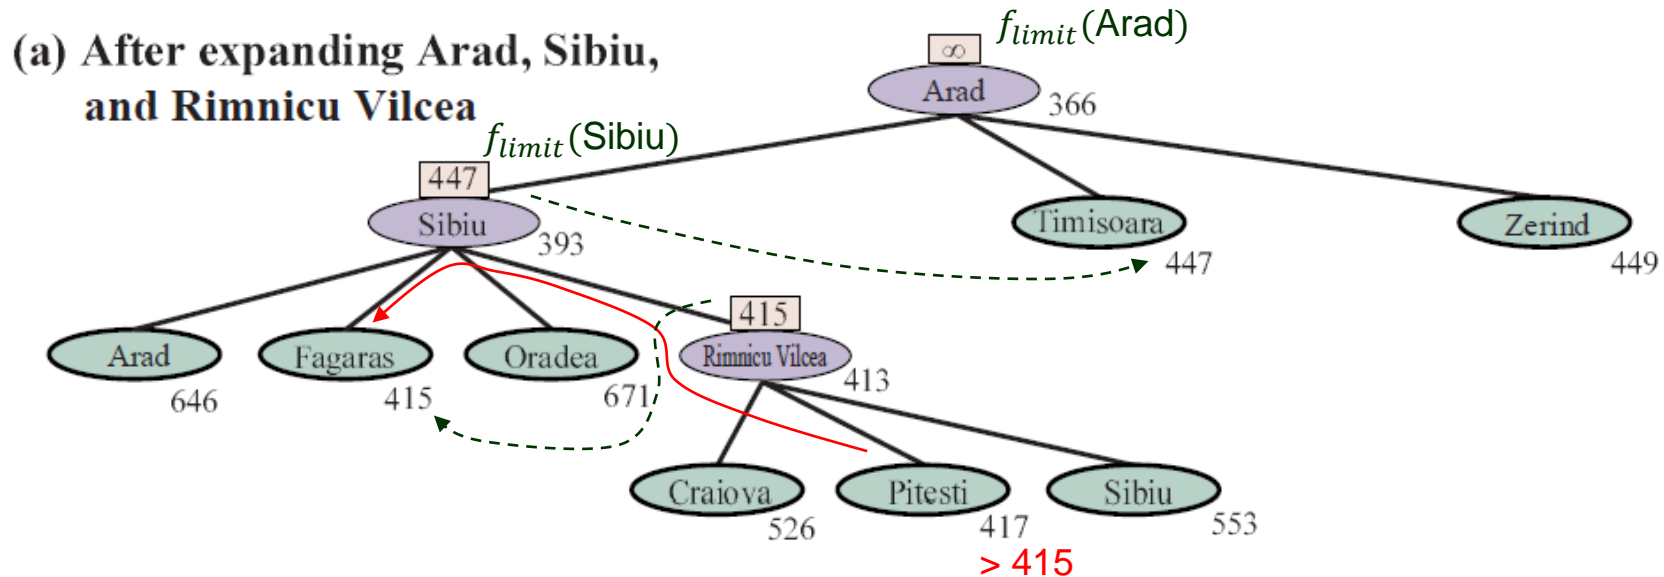 (a) After expanding Arad, Sibiu,
and Rimnicu Vilcea
∞
f_limit(Arad)
Arad
366
f_limit(Sibiu)
447
Sibiu
393
Timisoara
447
Zerind
449
Arad
646
Fagaras
415
Oradea
671
415
Rimnicu Vilcea
413
Craiova
526
Pitesti
417
> 415
Sibiu
553